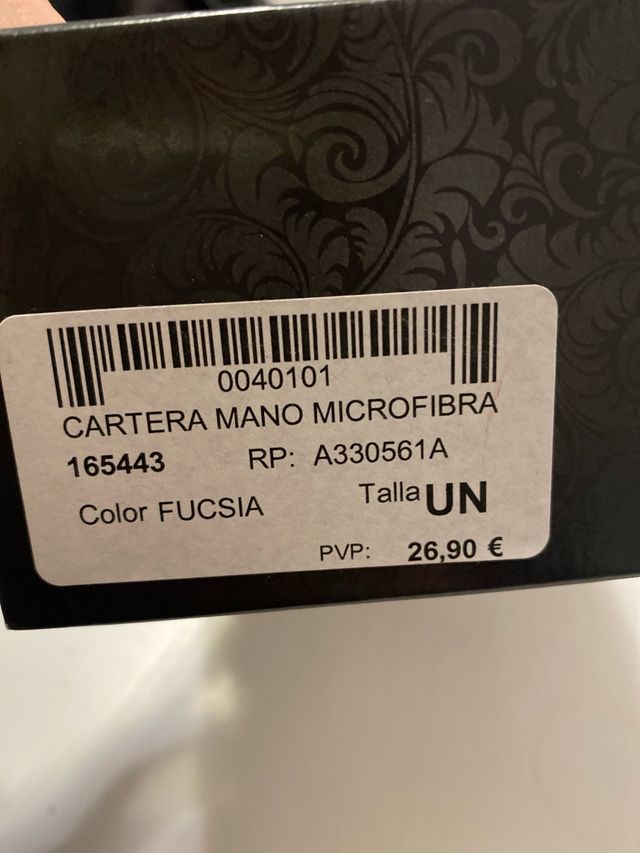 0040101
CARTERA MANO MICROFIBRA
165443 RP: A330561A
Color FUCSIA Talla UN
PVP: 26,90 €